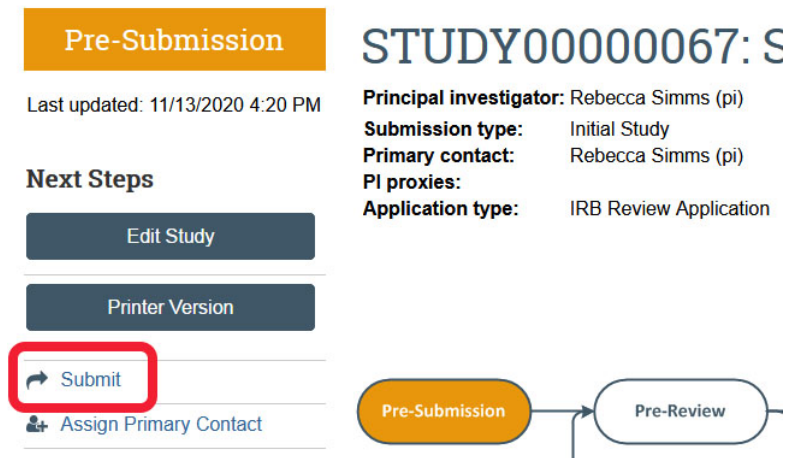 Pre-Submission
Last updated: 11/13/2020 4:20 PM
Next Steps
Edit Study
Printer Version
Submit
Assign Primary Contact
STUDY00000067: S
Principal investigator: Rebecca Simms (pi)
Submission type: Initial Study
Primary contact: Rebecca Simms (pi)
PI proxies:
Application type: IRB Review Application
Pre-Submission
Pre-Review